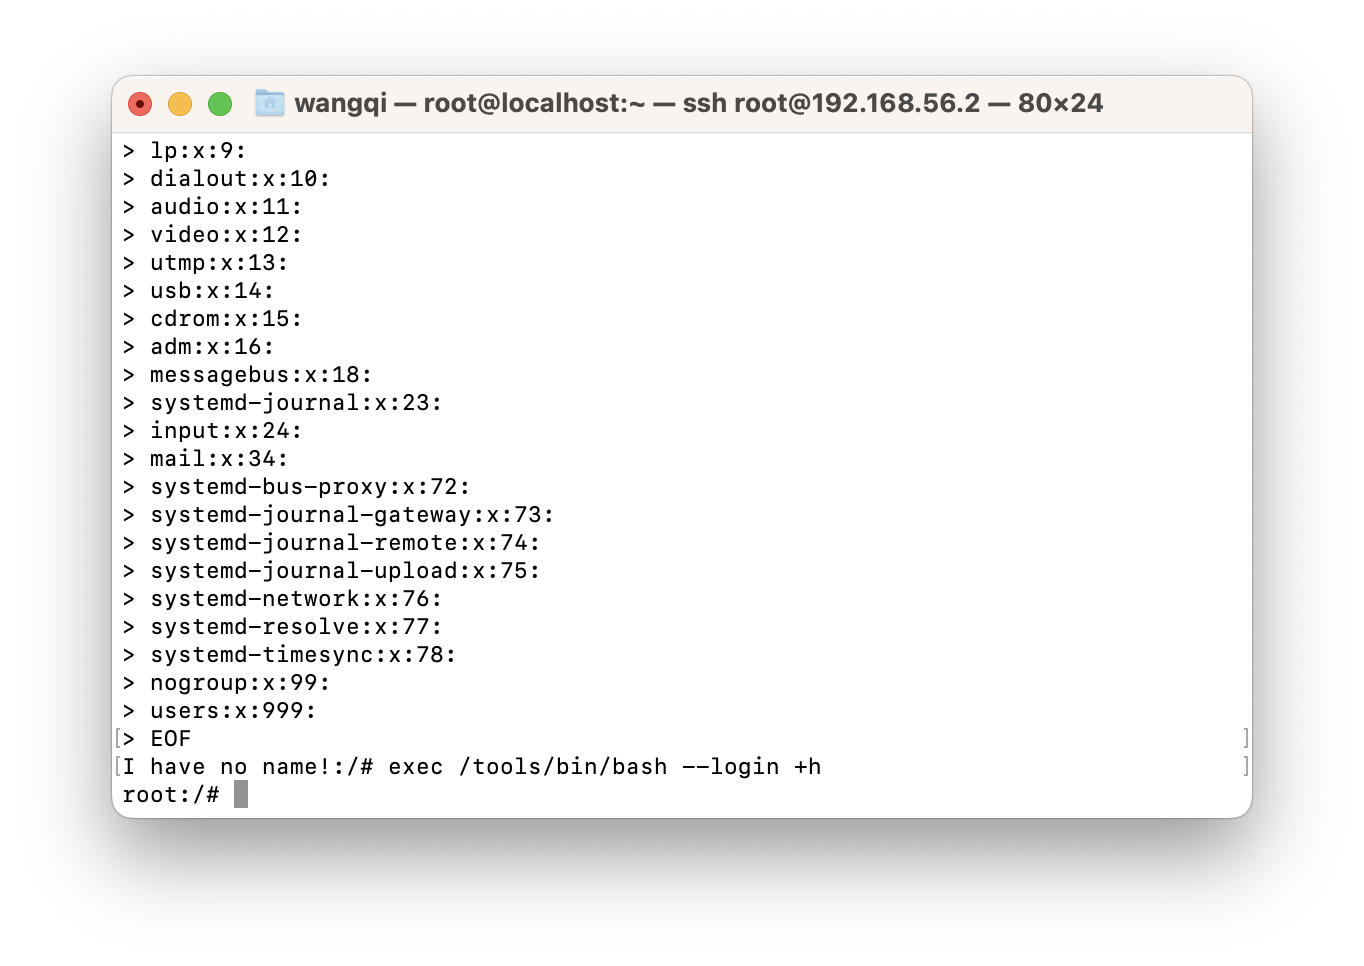 wangqi — root@localhost:~ — ssh root@192.168.56.2 — 80×24
> lp:x:9:
> dialout:x:10:
> audio:x:11:
> video:x:12:
> utmp:x:13:
> usb:x:14:
> cdrom:x:15:
> adm:x:16:
> messagebus:x:18:
> systemd-journal:x:23:
> input:x:24:
> mail:x:34:
> systemd-bus-proxy:x:72:
> systemd-journal-gateway:x:73:
> systemd-journal-remote:x:74:
> systemd-journal-upload:x:75:
> systemd-network:x:76:
> systemd-resolve:x:77:
> systemd-timesync:x:78:
> nogroup:x:99:
> users:x:999:
[> EOF ]
[I have no name!:/# exec /tools/bin/bash --login +h ]
root:/#